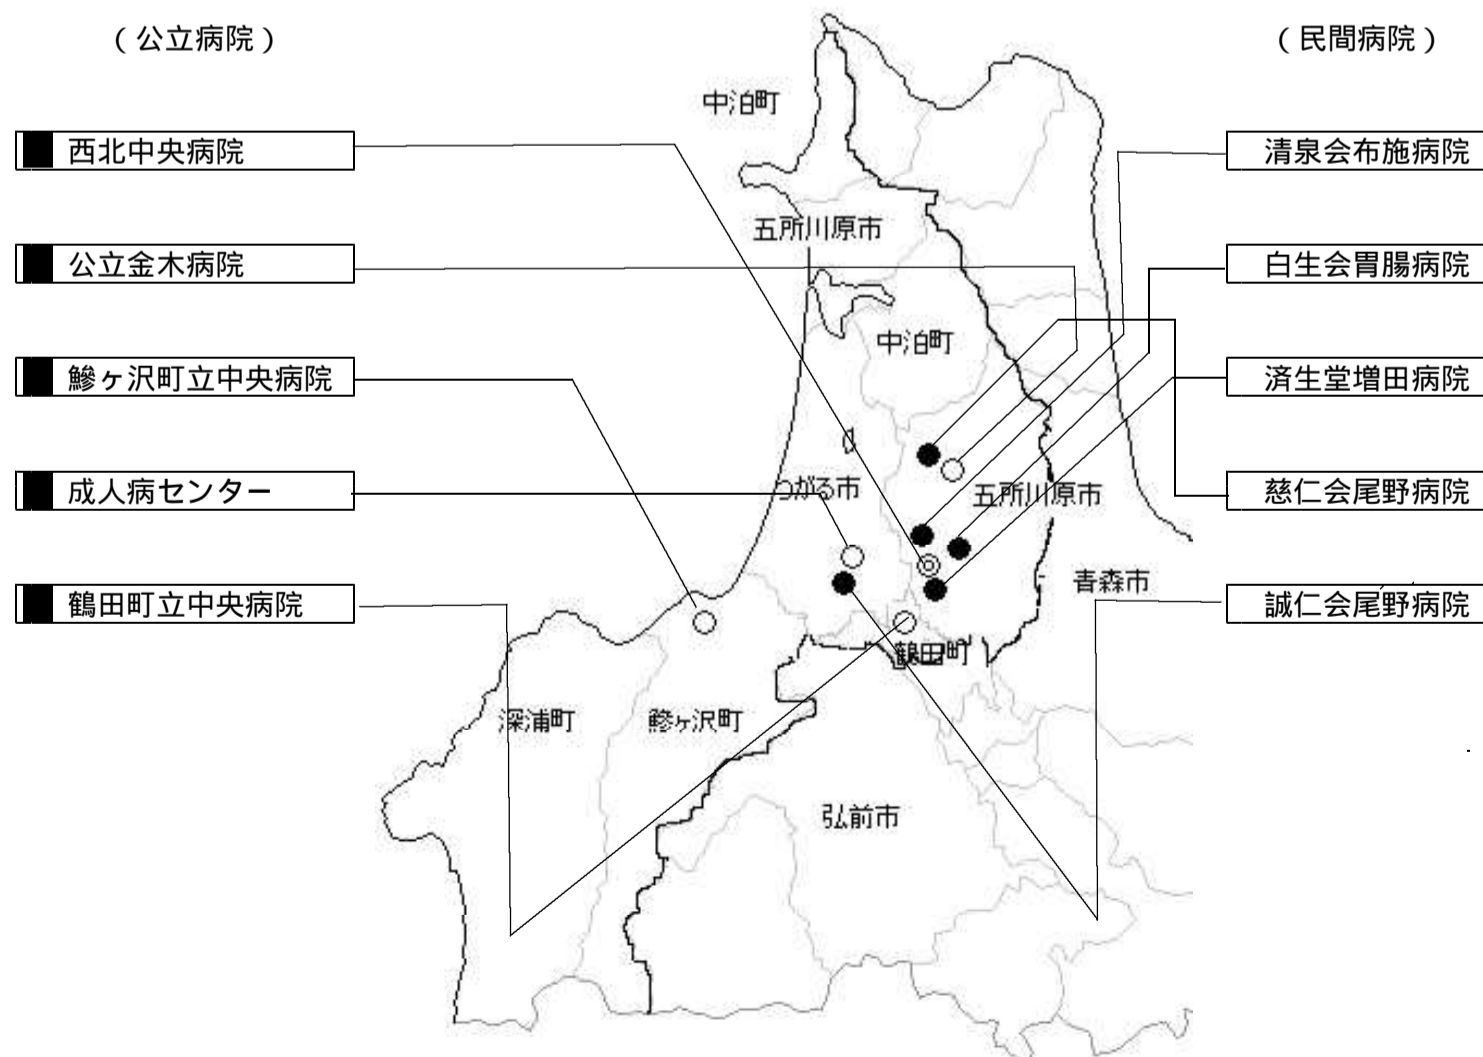 （公立病院）
（民間病院）
西北中央病院
公立金木病院
鰺ヶ沢町立中央病院
成人病センター
鶴田町立中央病院
清泉会布施病院
白生会胃腸病院
済生堂増田病院
慈仁会尾野病院
誠仁会尾野病院
中泊町
五所川原市
中泊町
つがる市
五所川原市
青森市
鶴田町
深浦町
鰺ヶ沢町
弘前市